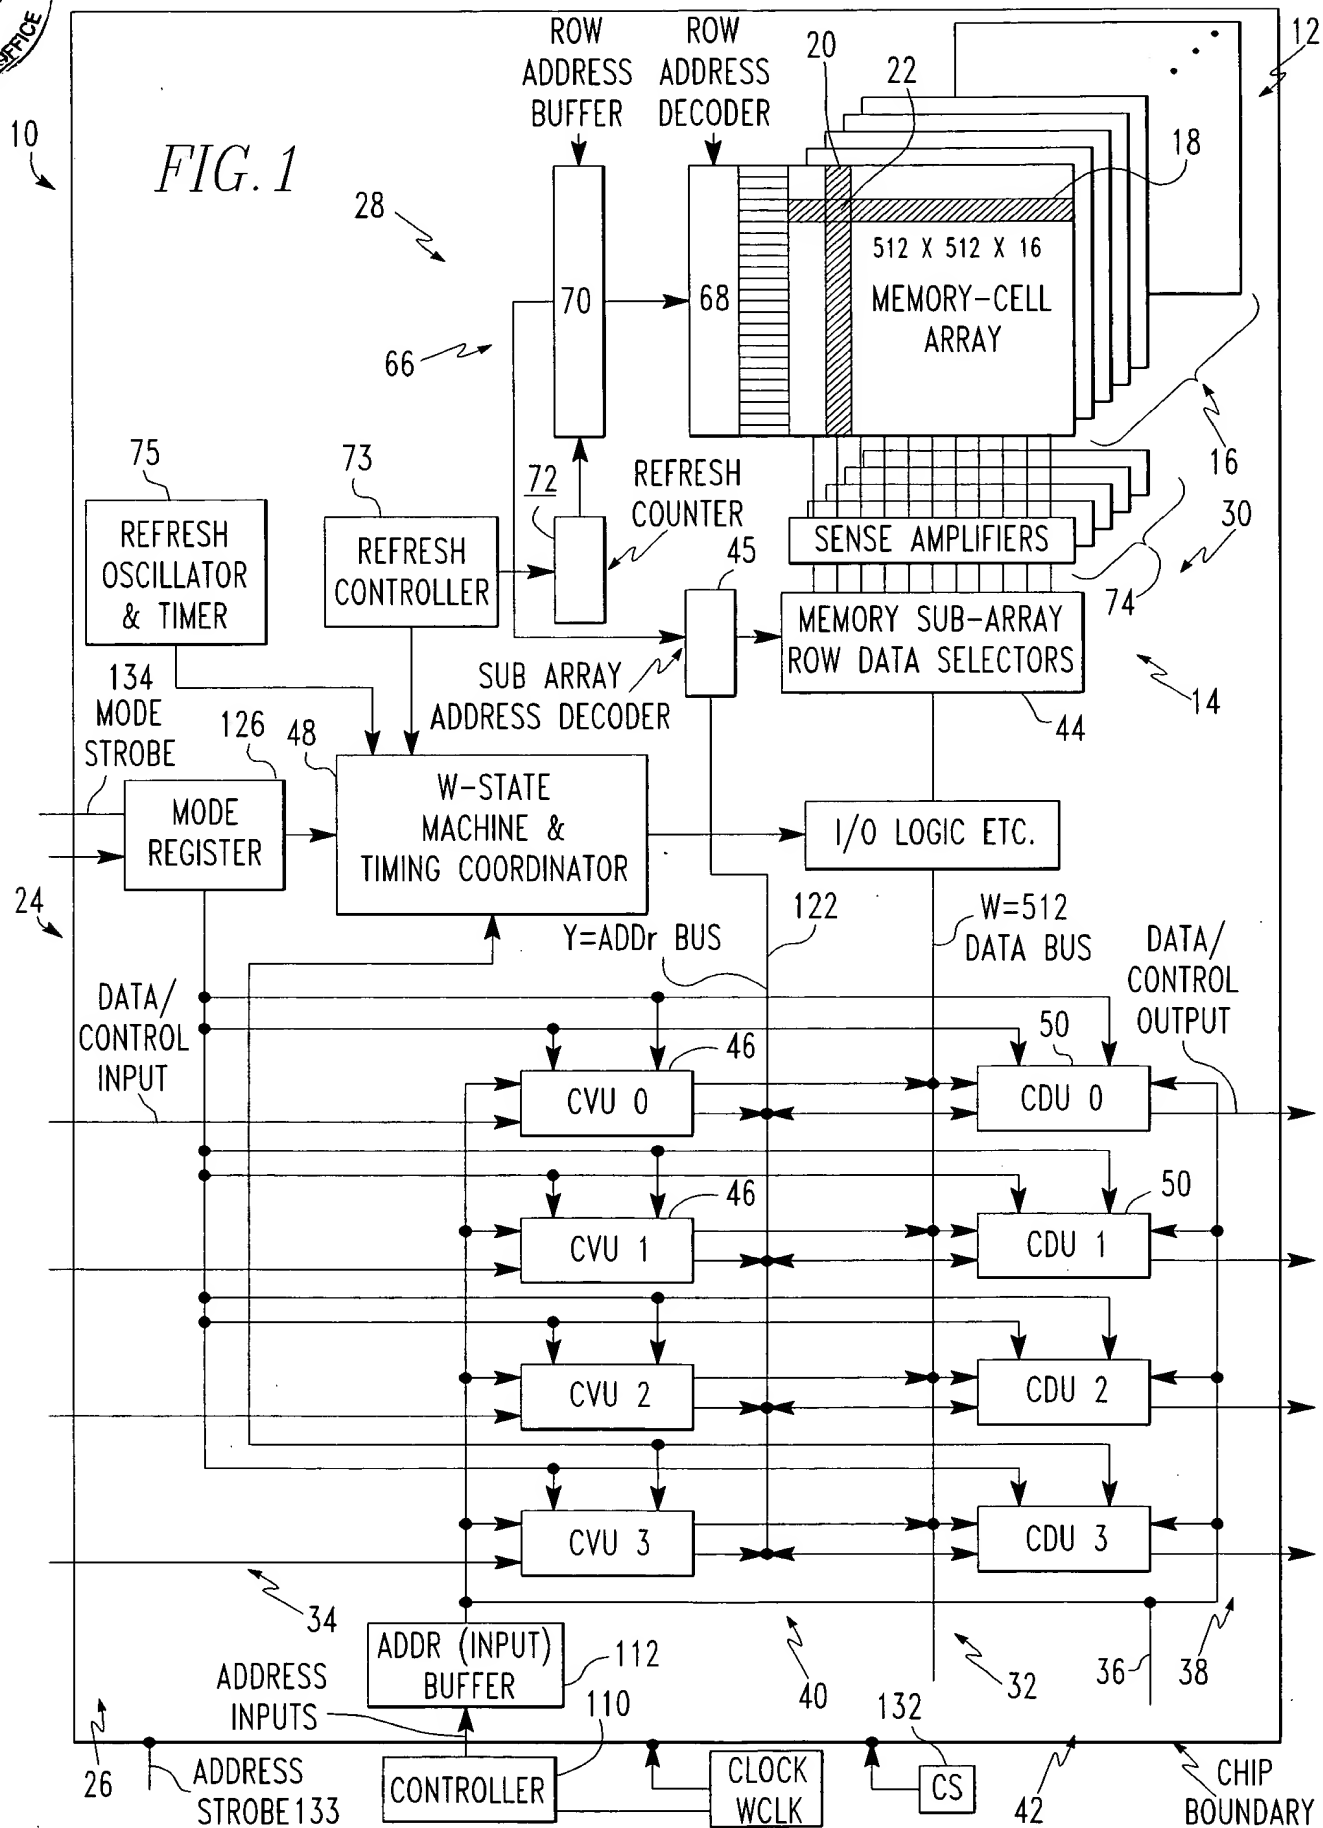 OFFICE
ROW
ADDRESS
BUFFER
ROW
ADDRESS
DECODER
20
22
12
10
FIG. 1
18
28
512 X 512 X 16
MEMORY-CELL
ARRAY
70
68
66
16
75
73
72
REFRESH
COUNTER
30
REFRESH
OSCILLATOR
& TIMER
REFRESH
CONTROLLER
45
SENSE AMPLIFIERS
74
MEMORY SUB-ARRAY
ROW DATA SELECTORS
SUB ARRAY
ADDRESS DECODER
14
44
134
MODE
STROBE
126
48
MODE
REGISTER
W-STATE
MACHINE &
TIMING COORDINATOR
I/O LOGIC ETC.
24
Y=ADDr BUS
122
W=512
DATA BUS
DATA/
CONTROL
OUTPUT
DATA/
CONTROL
INPUT
46
50
CVU 0
CDU 0
46
50
CVU 1
CDU 1
CVU 2
CDU 2
CVU 3
CDU 3
34
40
32
36
38
ADDR (INPUT)
BUFFER
112
ADDRESS
INPUTS
110
132
26
ADDRESS
STROBE133
CONTROLLER
CLOCK
WCLK
CS
42
CHIP
BOUNDARY